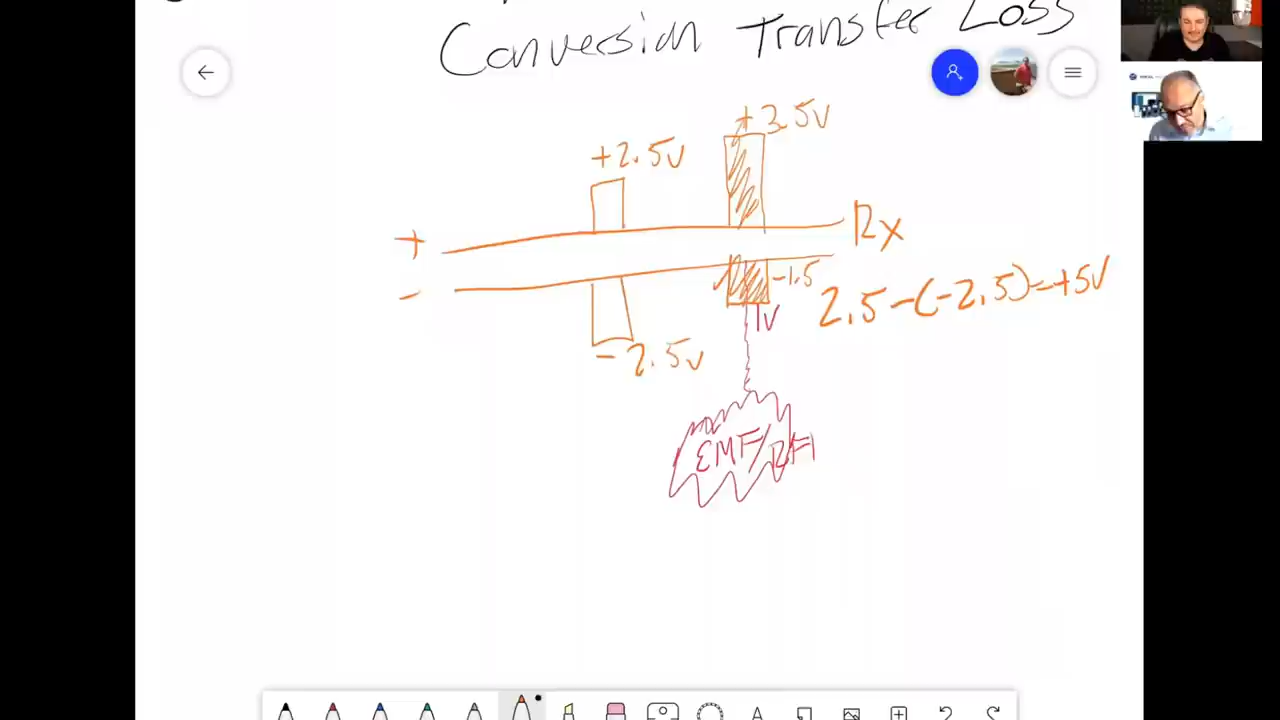 Conversion Transfer Loss
+3.5V
+2.5V
+
Rx
-
-1.5
2.5-(-2.5)=+5V
1V
-2.5V
EMF/RFI